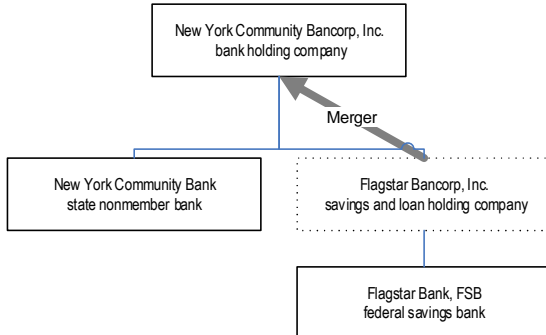 New York Community Bancorp, Inc.
bank holding company
Merger
New York Community Bank
state nonmember bank
Flagstar Bancorp, Inc.
savings and loan holding company
Flagstar Bank, FSB
federal savings bank